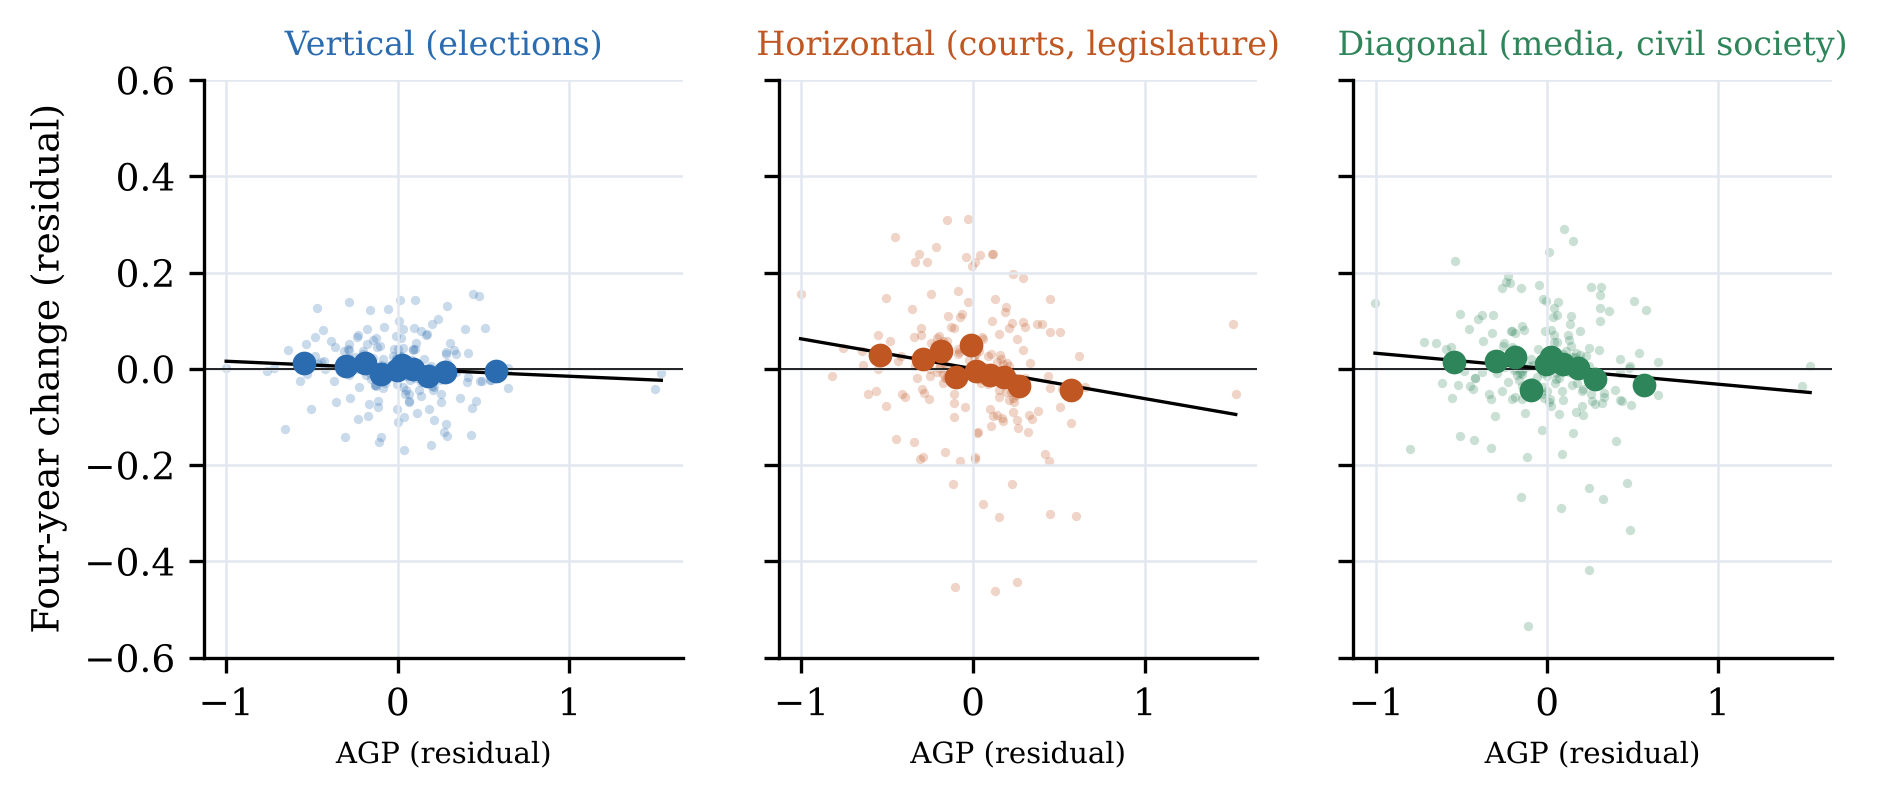 Vertical (elections)
Horizontal (courts, legislature)
Diagonal (media, civil society)
Four-year change (residual)
0.6
0.4
0.2
0.0
−0.2
−0.4
−0.6
−1 0 1
−1 0 1
−1 0 1
AGP (residual)
AGP (residual)
AGP (residual)